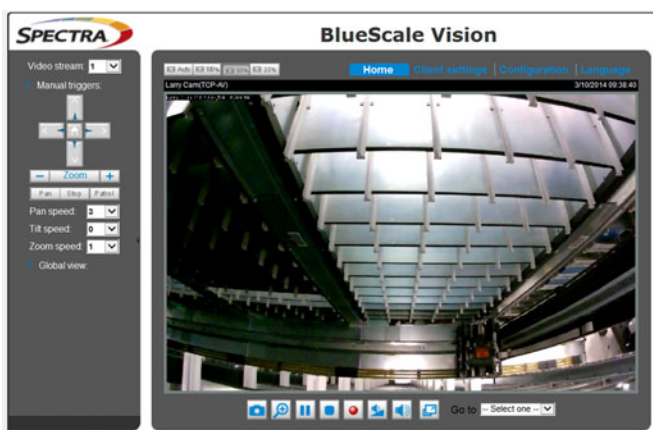 SPECTRA
BlueScale Vision
Video stream: 1
Manual triggers:
Zoom
Pan Stop Patrol
Pan speed: 3
Tilt speed: 0
Zoom speed: 1
Global view:
Auto 100% 50% 25%
Home Client settings Configuration Language
Larry Cam(TCP-AV) 3/10/2014 09:38:40
Go to -- Select one --